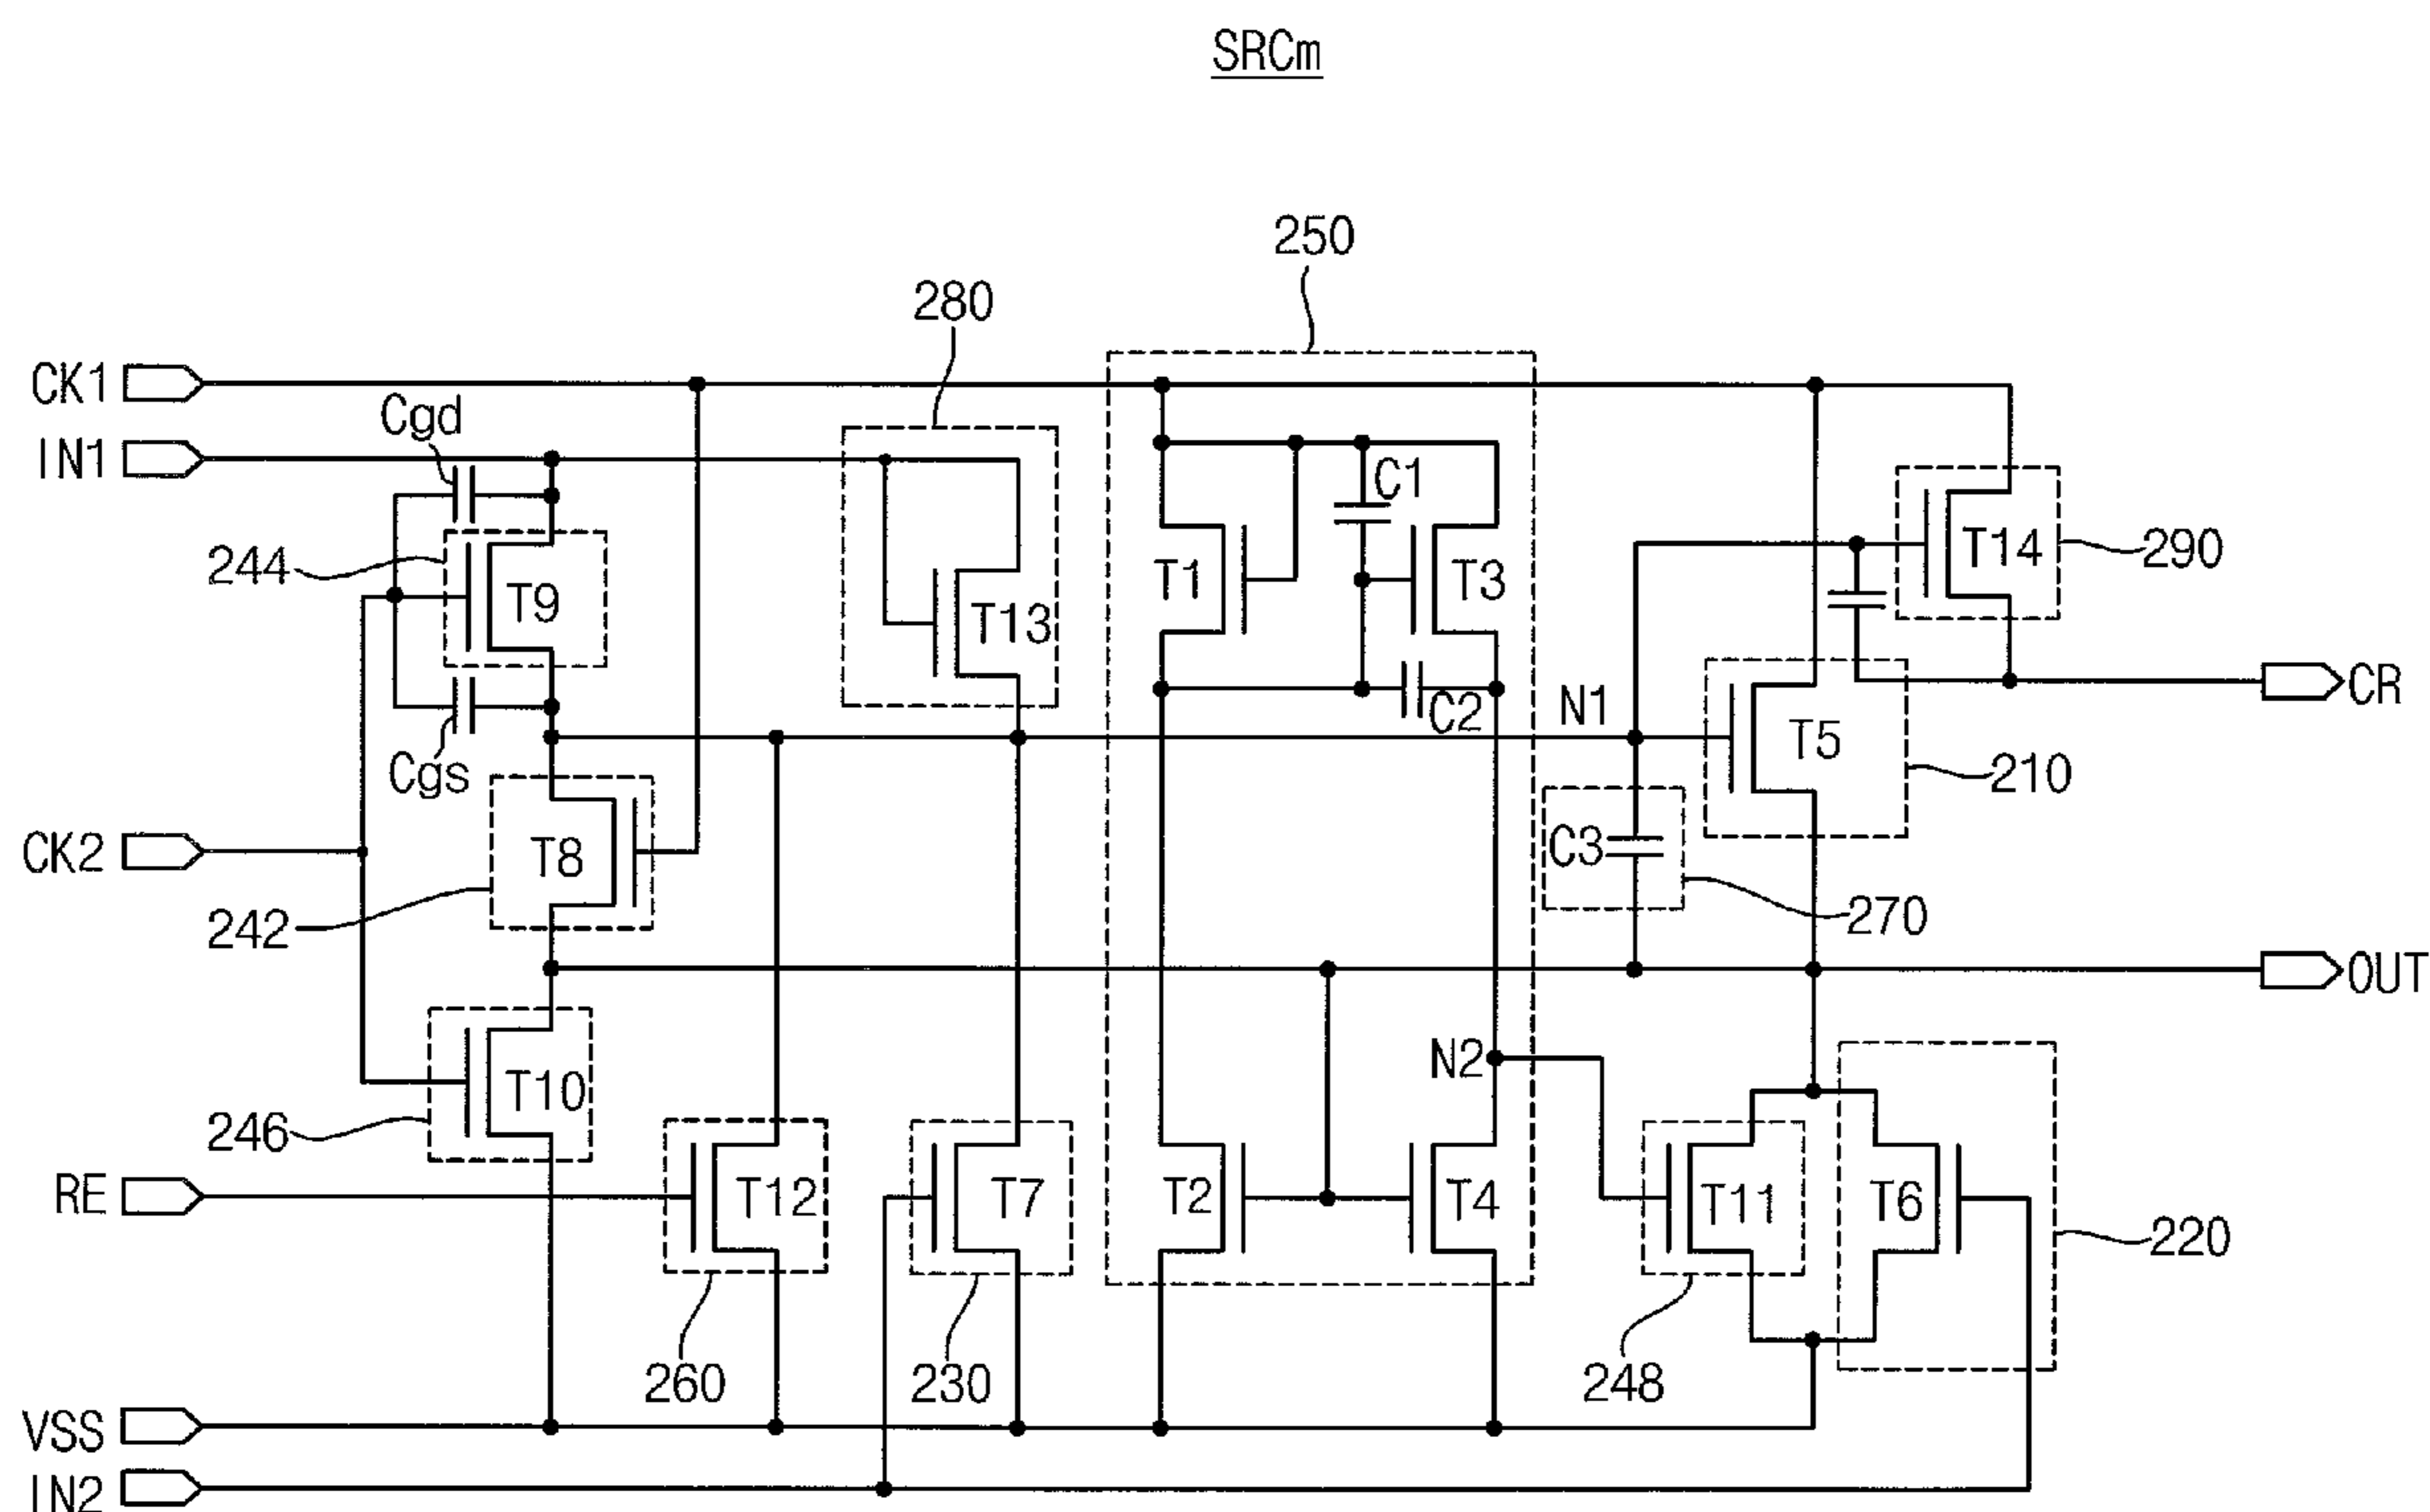 SRCm
250
280
CK1
Cgd
IN1
C1
244
T9
T13
T1
T3
T14
290
CR
C2
N1
T5
Cgs
210
CK2
T8
C3
242
270
OUT
N2
T10
246
RE
T12
T7
T2
T4
T11
T6
220
260
230
248
VSS
IN2